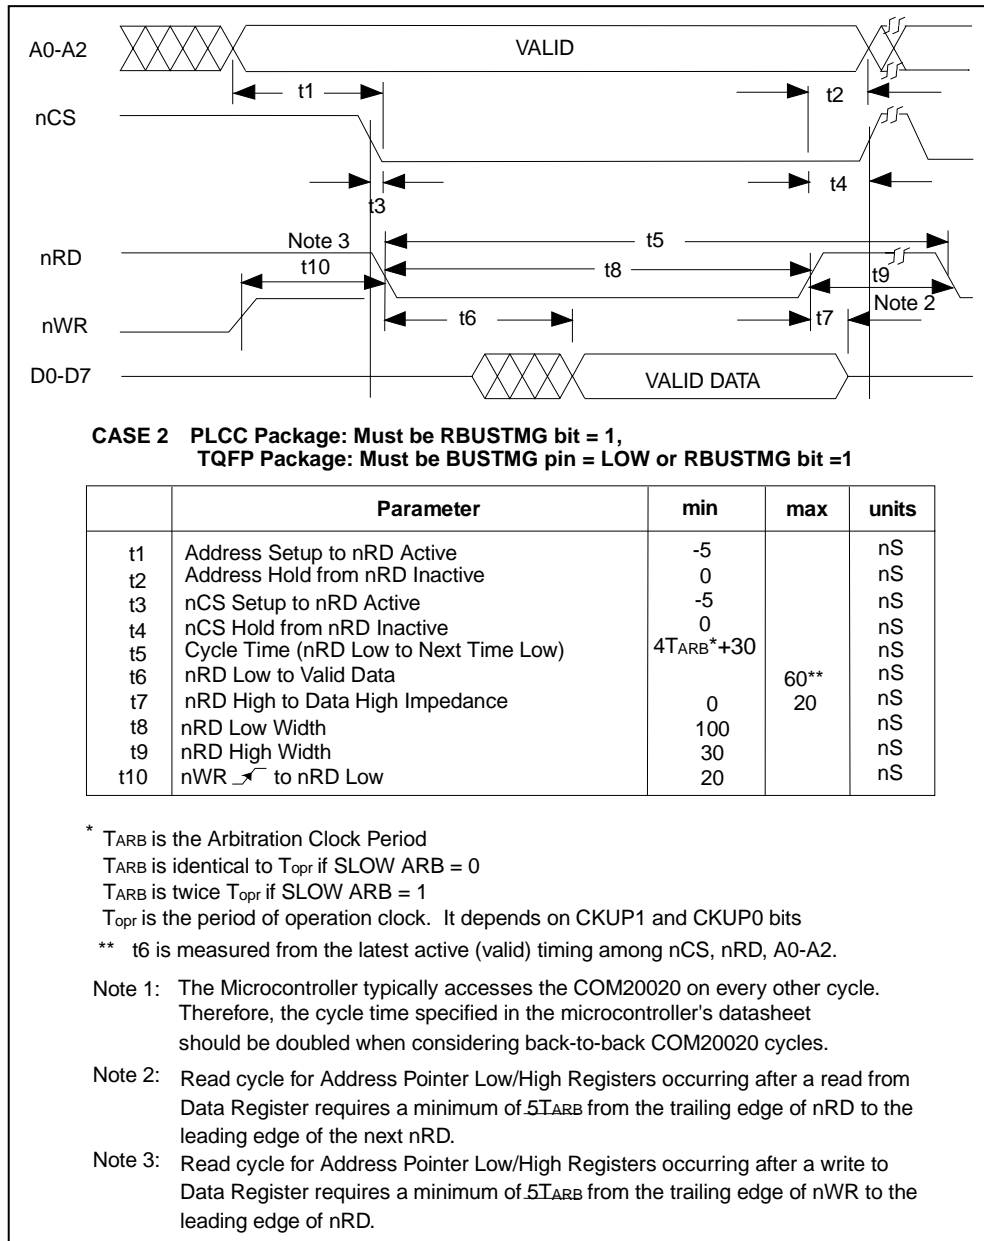 A0-A2
VALID
t1
t2
nCS
t3
t4
nRD
Note 3
t5
t10
t8
t9
Note 2
nWR
t6
t7
D0-D7
VALID DATA
CASE 2 PLCC Package: Must be RBUSTMG bit = 1,
TQFP Package: Must be BUSTMG pin = LOW or RBUSTMG bit =1
Parameter min max units
t1 Address Setup to nRD Active -5 nS
t2 Address Hold from nRD Inactive 0 nS
t3 nCS Setup to nRD Active -5 nS
t4 nCS Hold from nRD Inactive 0 nS
t5 Cycle Time (nRD Low to Next Time Low) 4TARB*+30 nS
t6 nRD Low to Valid Data 60** nS
t7 nRD High to Data High Impedance 0 20 nS
t8 nRD Low Width 100 nS
t9 nRD High Width 30 nS
t10 nWR to nRD Low 20 nS
* TARB is the Arbitration Clock Period
TARB is identical to Topr if SLOW ARB = 0
TARB is twice Topr if SLOW ARB = 1
Topr is the period of operation clock. It depends on CKUP1 and CKUP0 bits
** t6 is measured from the latest active (valid) timing among nCS, nRD, A0-A2.
Note 1: The Microcontroller typically accesses the COM20020 on every other cycle.
Therefore, the cycle time specified in the microcontroller's datasheet
should be doubled when considering back-to-back COM20020 cycles.
Note 2: Read cycle for Address Pointer Low/High Registers occurring after a read from
Data Register requires a minimum of 5TARB from the trailing edge of nRD to the
leading edge of the next nRD.
Note 3: Read cycle for Address Pointer Low/High Registers occurring after a write to
Data Register requires a minimum of 5TARB from the trailing edge of nWR to the
leading edge of nRD.